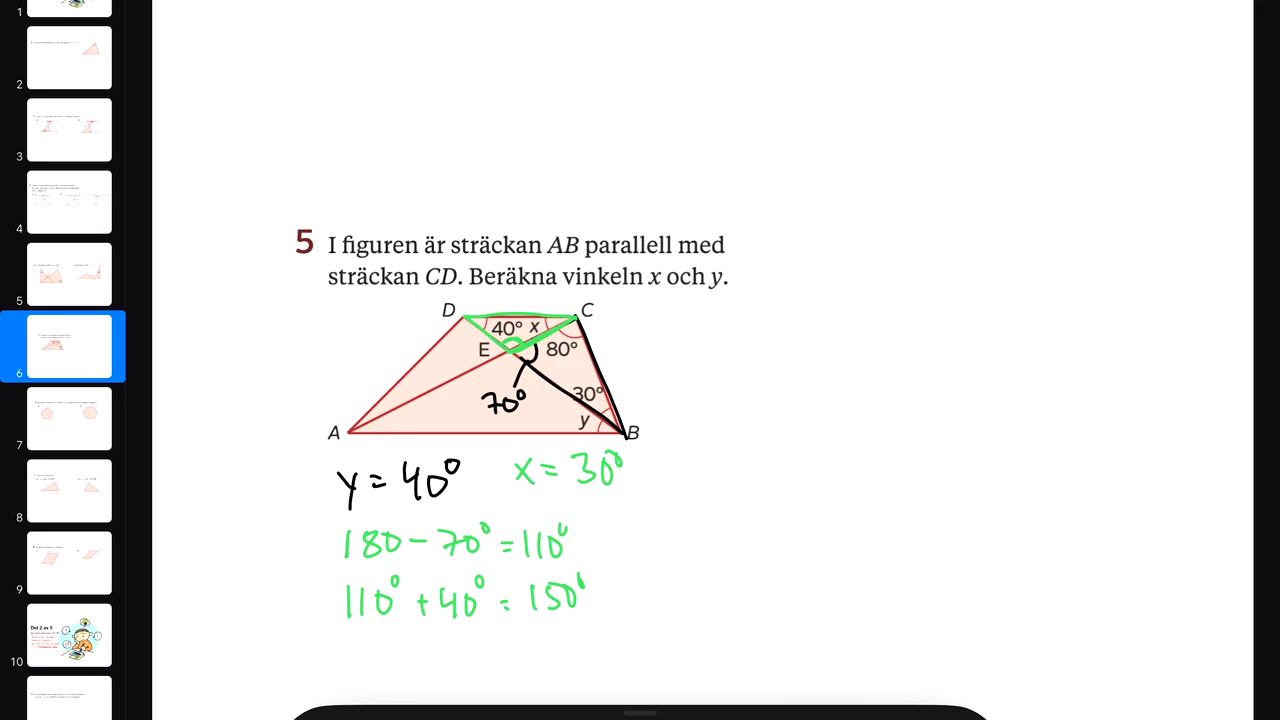 1
2
3
4
5
6
7
8
9
10
Del 2 av 5
5 I figuren är sträckan AB parallell med
sträckan CD. Beräkna vinkeln x och y.
D C
40° x
E 80°
70° 30°
y
A B
y = 40° x = 30°
180 - 70° = 110°
110° + 40° = 150°